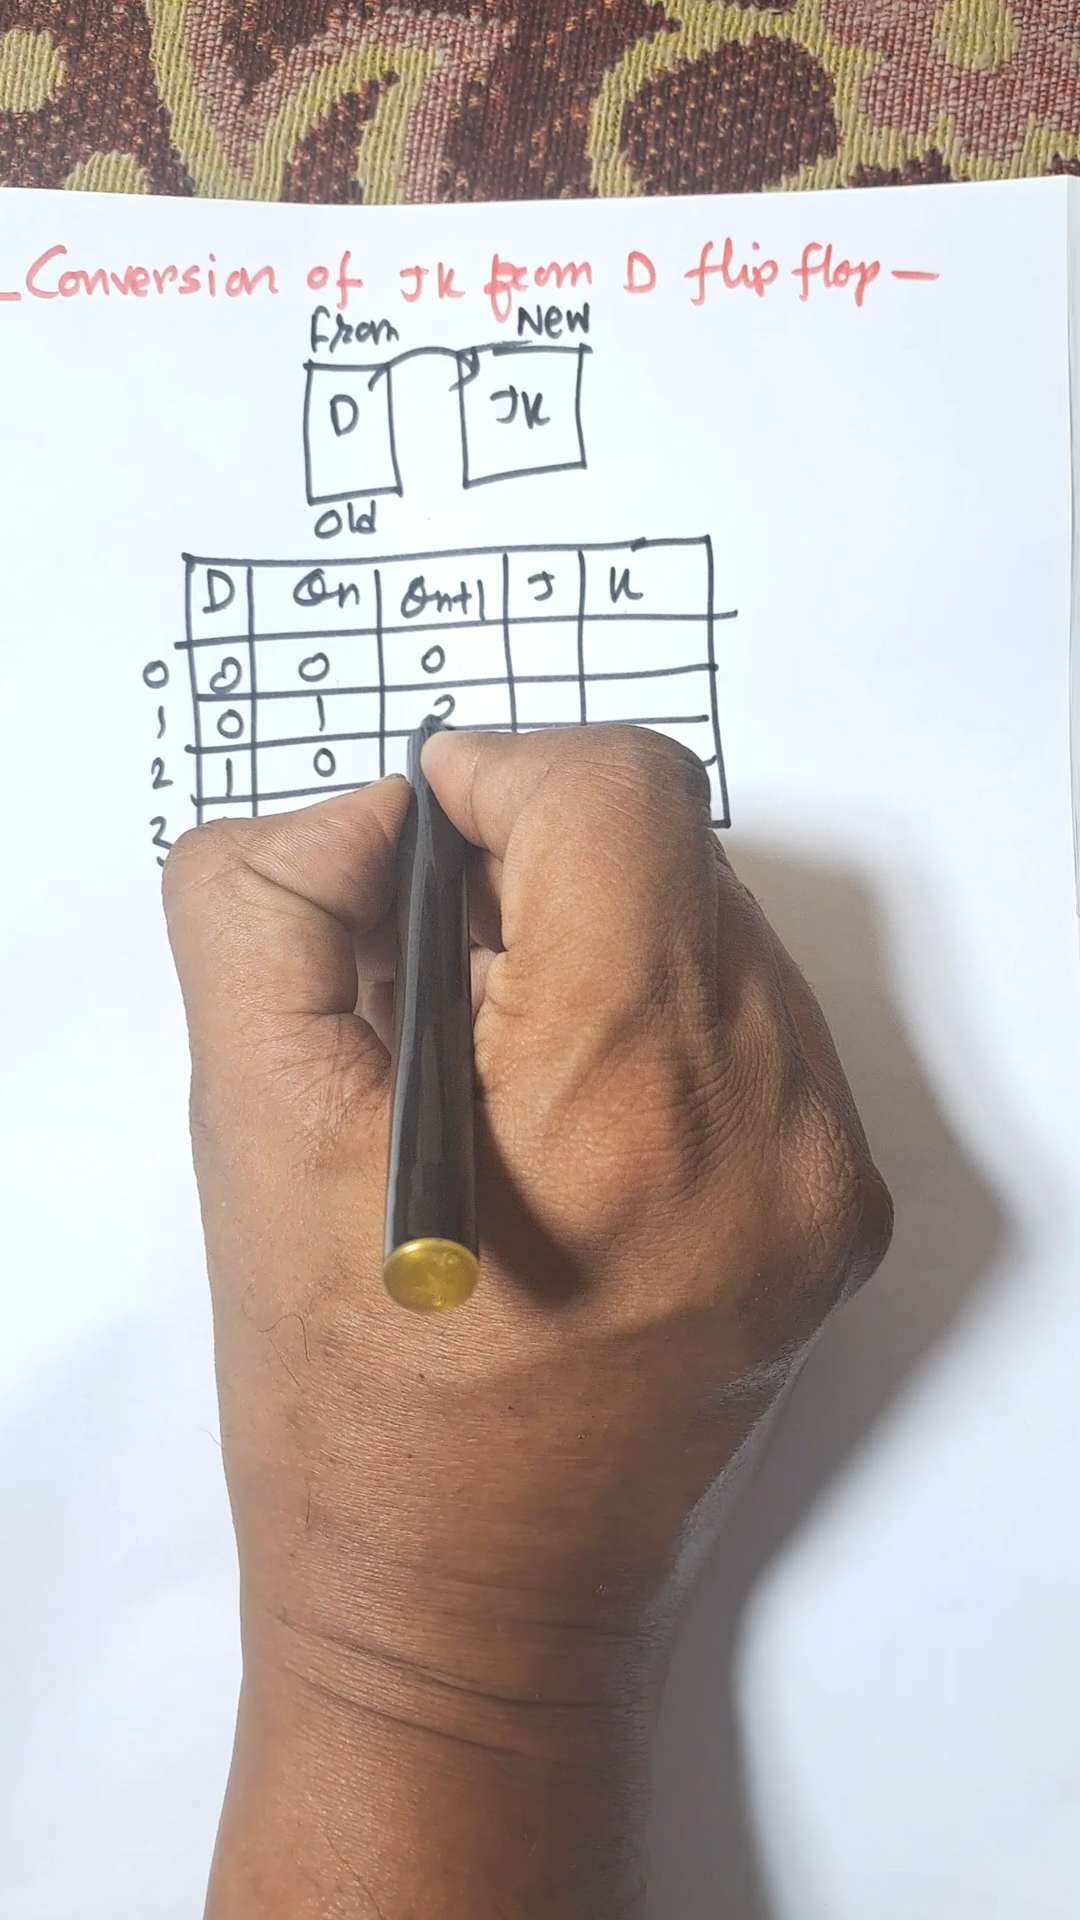 Conversion of JK from D flip flop
From New
D JK
Old
D Qn Qn+1 J K
0 0 0 0
1 0 1
2 1 0